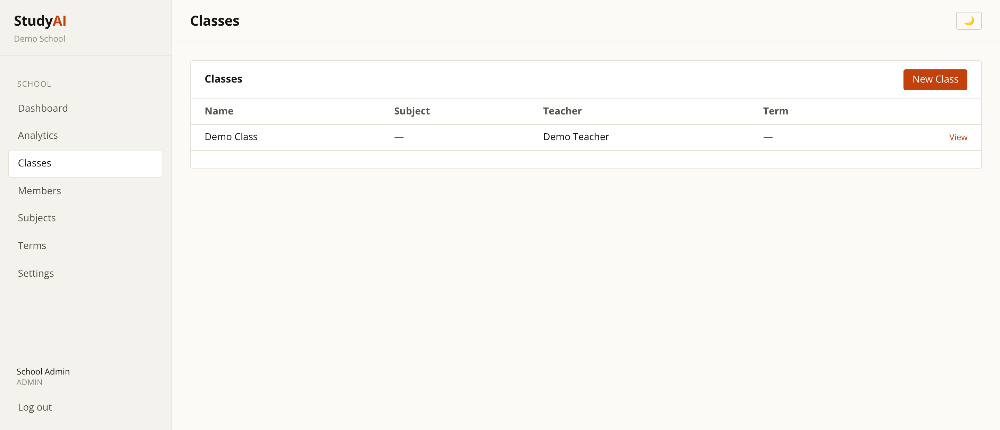 StudyAI
Demo School
SCHOOL
Dashboard
Analytics
Classes
Members
Subjects
Terms
Settings
School Admin
ADMIN
Log out
Classes
Classes
New Class
Name Subject Teacher Term
Demo Class — Demo Teacher — View